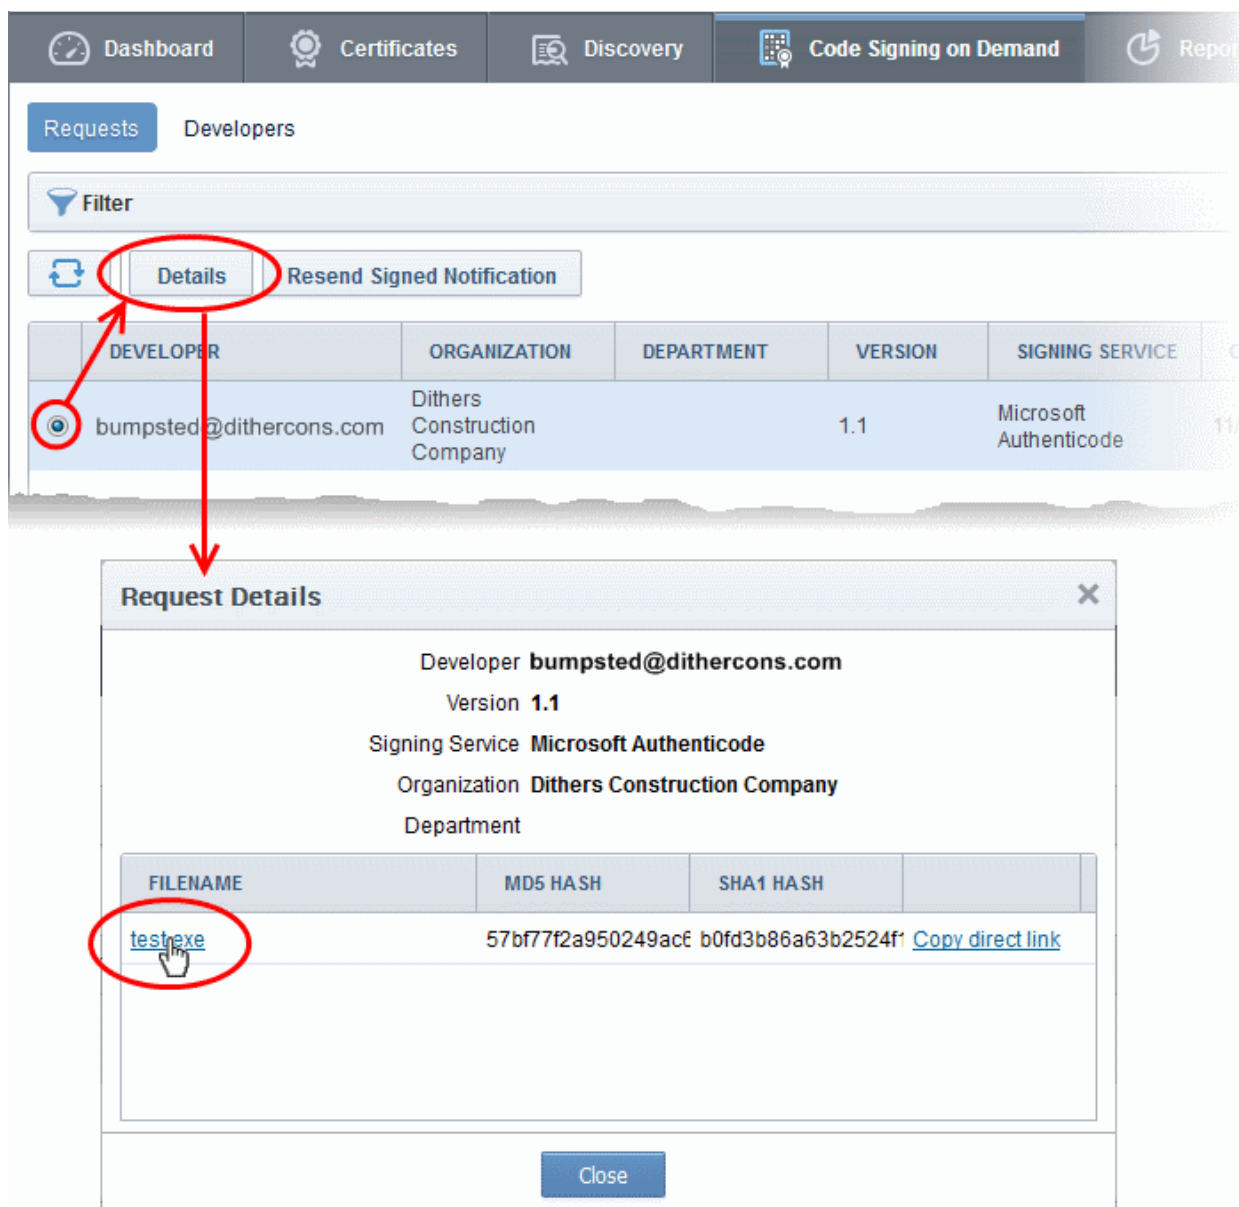 Dashboard Certificates Discovery Code Signing on Demand
Requests Developers
Filter
Details Resend Signed Notification
DEVELOPER ORGANIZATION DEPARTMENT VERSION SIGNING SERVICE
bumpsted@dithercons.com Dithers Construction Company 1.1 Microsoft Authenticode
Request Details
Developer bumpsted@dithercons.com
Version 1.1
Signing Service Microsoft Authenticode
Organization Dithers Construction Company
Department
FILENAME MD5 HASH SHA1 HASH
test.exe 57bf77f2a950249ac6 b0fd3b86a63b2524f1 Copy direct link
Close